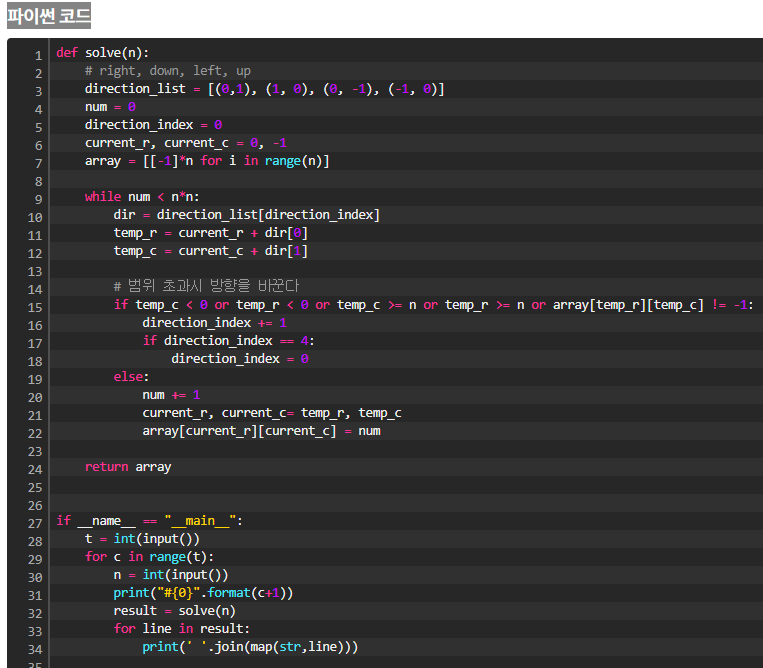 파이썬 코드
1 def solve(n):
2     # right, down, left, up
3     direction_list = [(0,1), (1, 0), (0, -1), (-1, 0)]
4     num = 0
5     direction_index = 0
6     current_r, current_c = 0, -1
7     array = [[-1]*n for i in range(n)]
8
9     while num < n*n:
10         dir = direction_list[direction_index]
11         temp_r = current_r + dir[0]
12         temp_c = current_c + dir[1]
13
14         # 범위 초과시 방향을 바꾼다
15         if temp_c < 0 or temp_r < 0 or temp_c >= n or temp_r >= n or array[temp_r][temp_c] != -1:
16             direction_index += 1
17             if direction_index == 4:
18                 direction_index = 0
19         else:
20             num += 1
21             current_r, current_c= temp_r, temp_c
22             array[current_r][current_c] = num
23
24     return array
25
26
27 if __name__ == "__main__":
28     t = int(input())
29     for c in range(t):
30         n = int(input())
31         print("#{0}".format(c+1))
32         result = solve(n)
33         for line in result:
34             print(' '.join(map(str,line)))
35